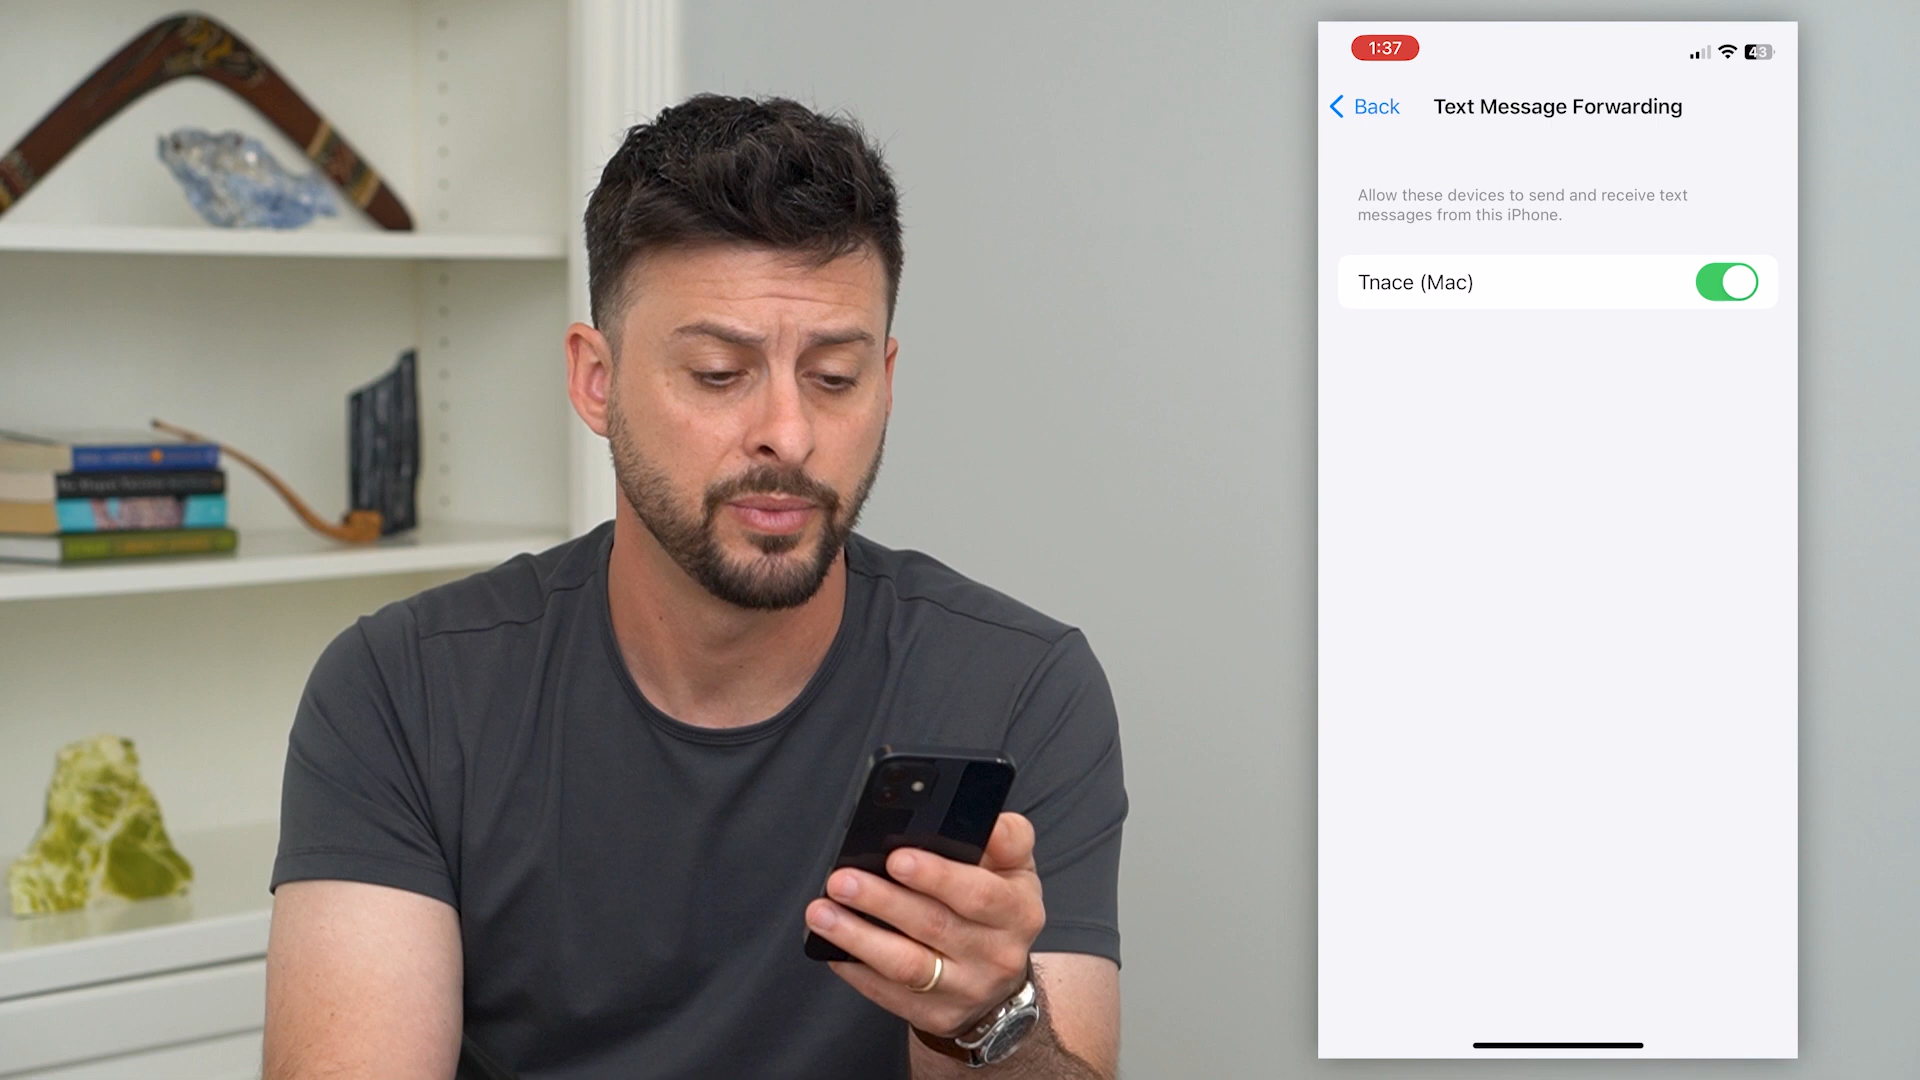 1:37
43
Back
Text Message Forwarding
Allow these devices to send and receive text
messages from this iPhone.
Tnace (Mac)